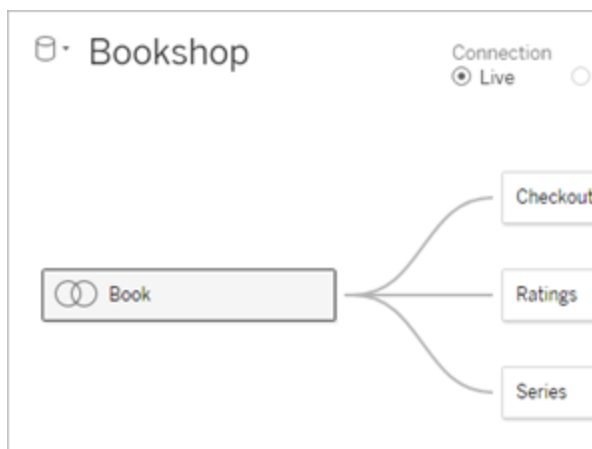 Bookshop
Connection
Live
Checkout
Book
Ratings
Series